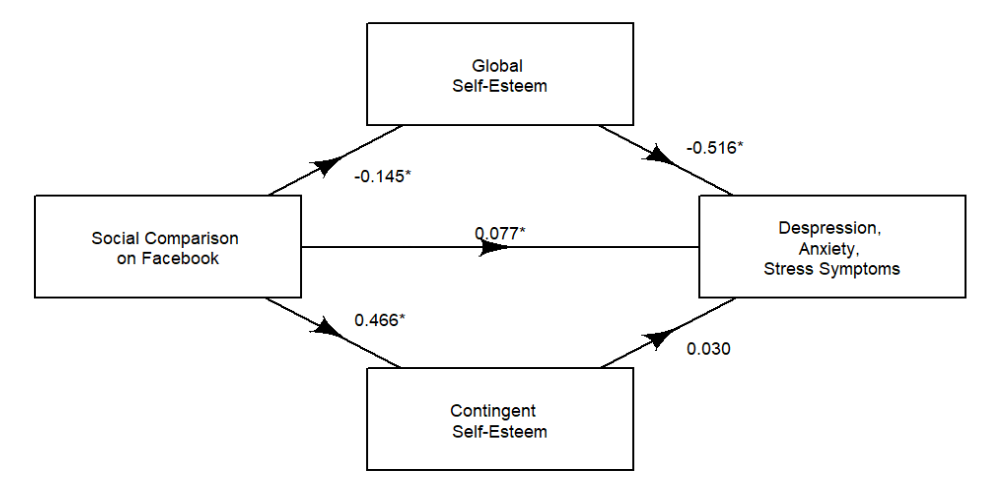 Global
Self-Esteem
-0.516*
-0.145*
Social Comparison
on Facebook
0.077*
Despression,
Anxiety,
Stress Symptoms
0.466*
0.030
Contingent
Self-Esteem